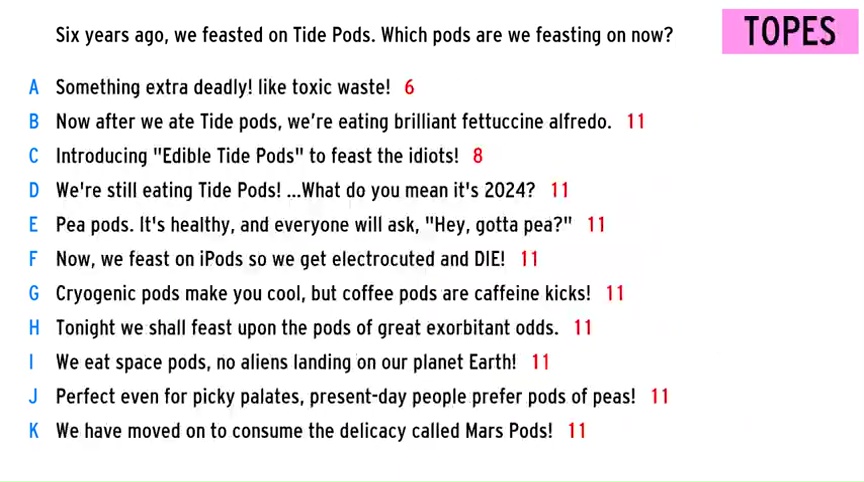 Six years ago, we feasted on Tide Pods. Which pods are we feasting on now?
TOPES
A Something extra deadly! like toxic waste! 6
B Now after we ate Tide pods, we're eating brilliant fettuccine alfredo. 11
C Introducing "Edible Tide Pods" to feast the idiots! 8
D We're still eating Tide Pods! ...What do you mean it's 2024? 11
E Pea pods. It's healthy, and everyone will ask, "Hey, gotta pea?" 11
F Now, we feast on iPods so we get electrocuted and DIE! 11
G Cryogenic pods make you cool, but coffee pods are caffeine kicks! 11
H Tonight we shall feast upon the pods of great exorbitant odds. 11
I We eat space pods, no aliens landing on our planet Earth! 11
J Perfect even for picky palates, present-day people prefer pods of peas! 11
K We have moved on to consume the delicacy called Mars Pods! 11